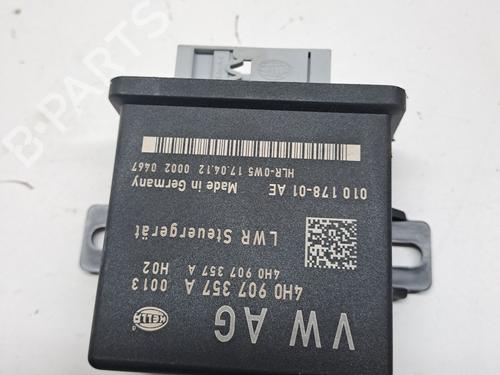 VW AG
4H0 907 357 A 0013
4H0 907 357 A H02
LWR Steuergerät
010 178-01 AE
Made in Germany
HLR-0W5 17.04.12 0002 0467
HELLA
B-PARTS